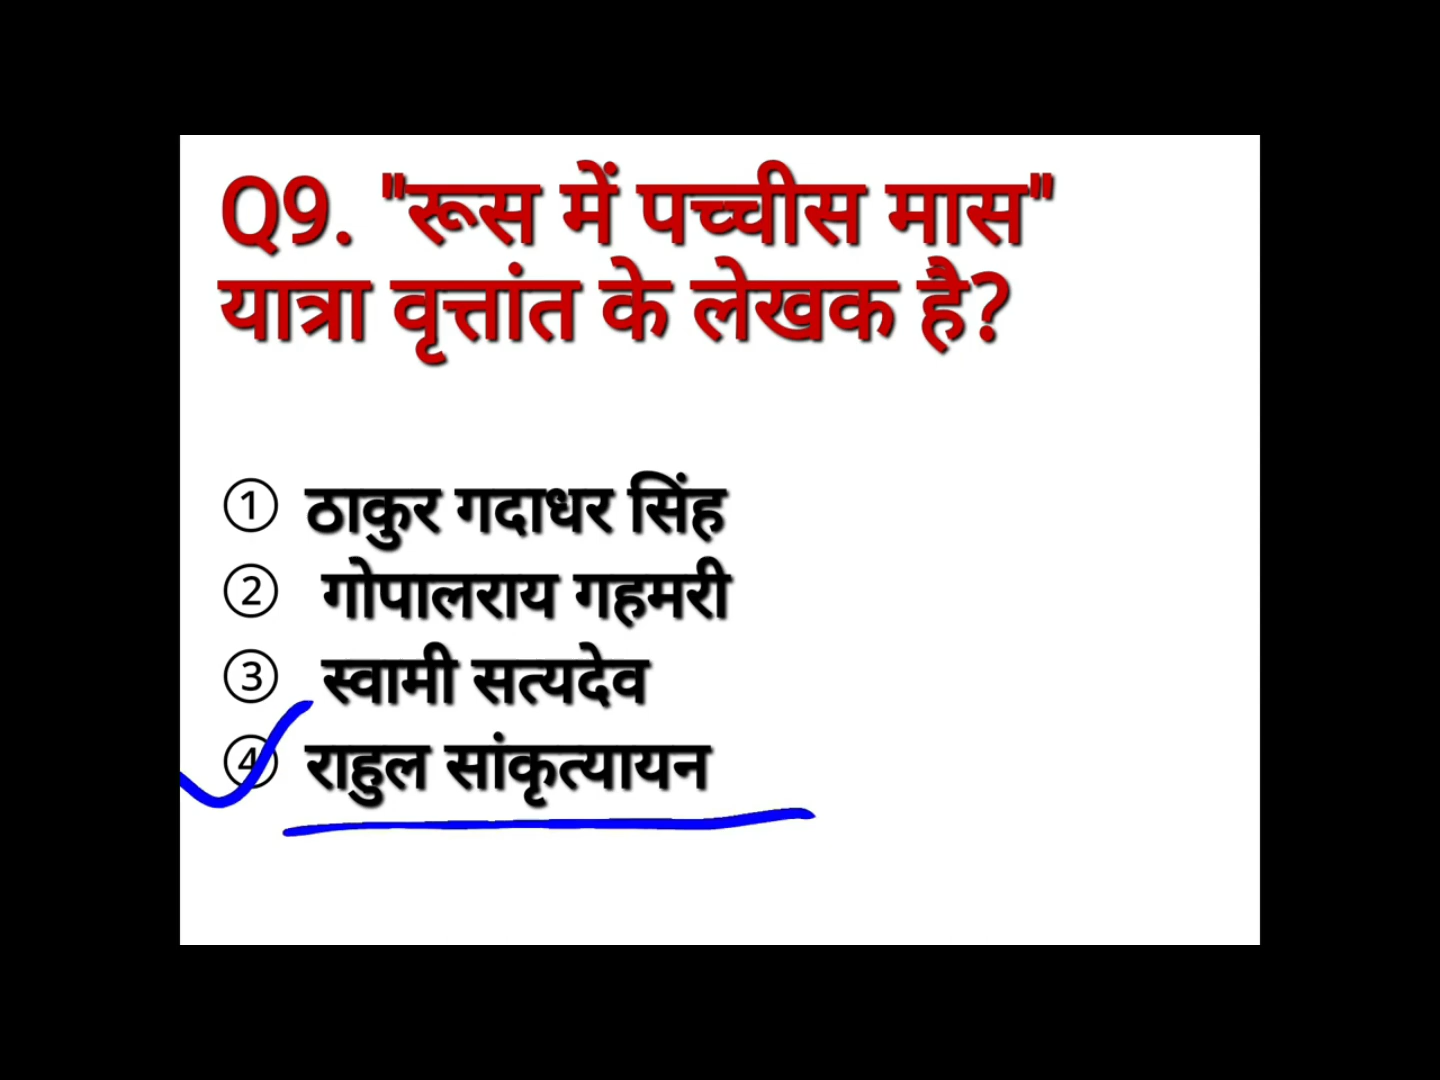 Q9. "रूस में पच्चीस मास"
यात्रा वृत्तांत के लेखक है?
① ठाकुर गदाधर सिंह
② गोपालराय गहमरी
③ स्वामी सत्यदेव
④ राहुल सांकृत्यायन